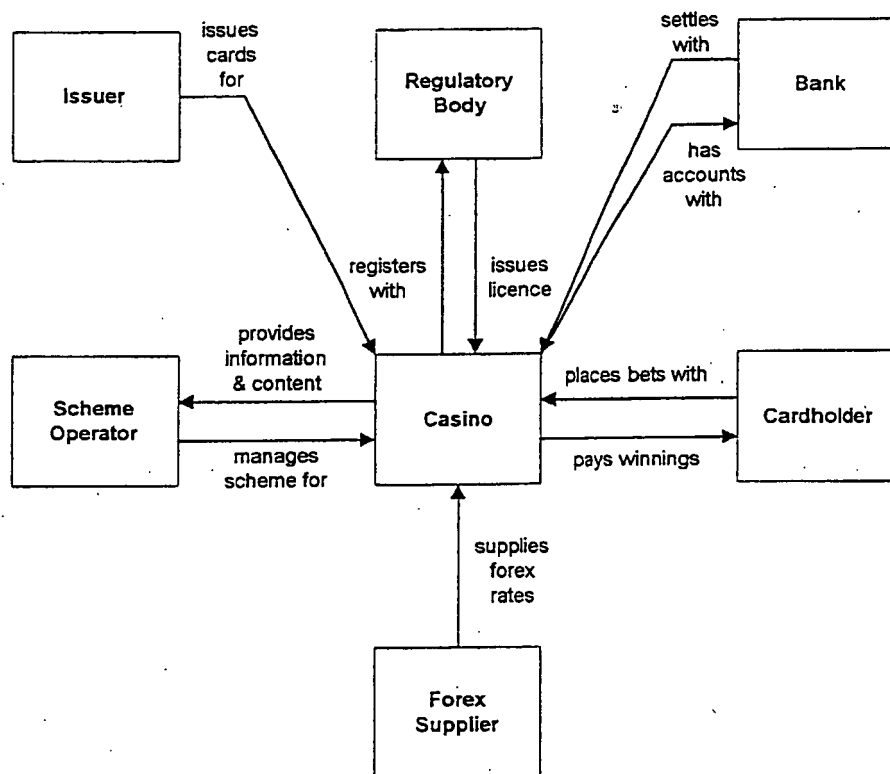 issues
cards
for
settles
with
Issuer
Regulatory
Body
Bank
has
accounts
with
registers
with
issues
licence
provides
information
& content
places bets with
Scheme
Operator
Casino
Cardholder
manages
scheme for
pays winnings
supplies
forex
rates
Forex
Supplier